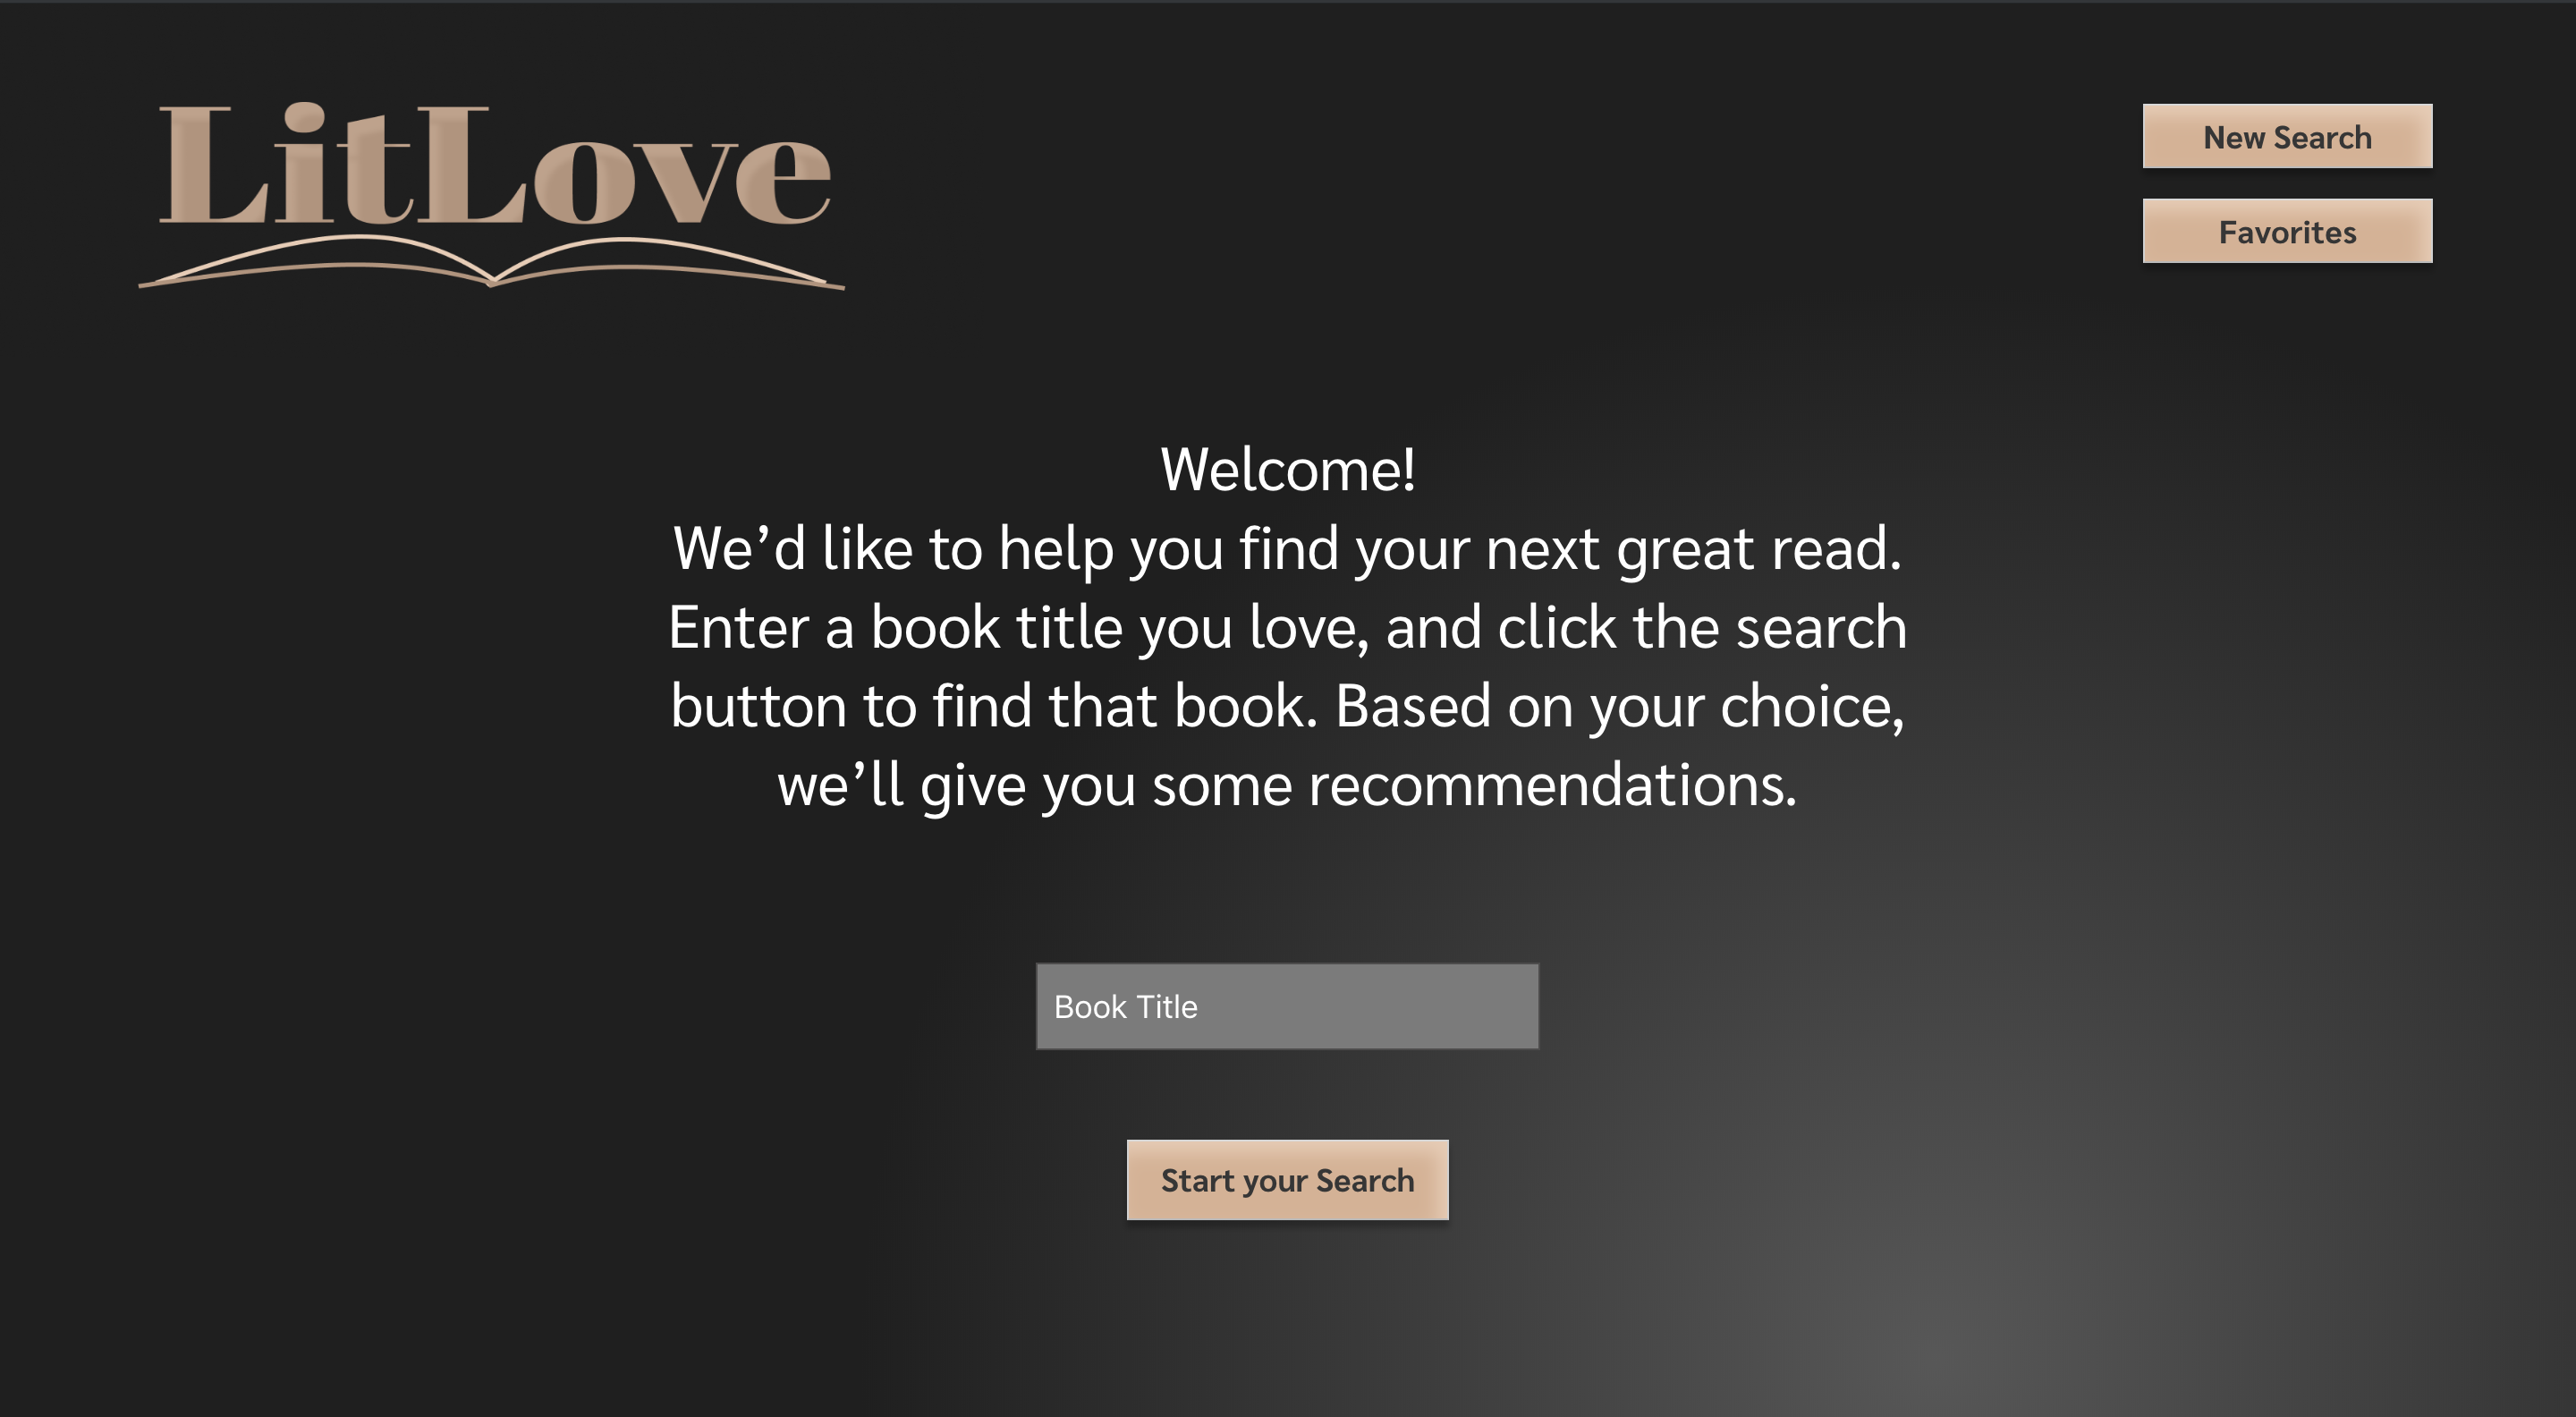 LitLove
New Search
Favorites
Welcome!
We’d like to help you find your next great read.
Enter a book title you love, and click the search
button to find that book. Based on your choice,
we’ll give you some recommendations.
Book Title
Start your Search